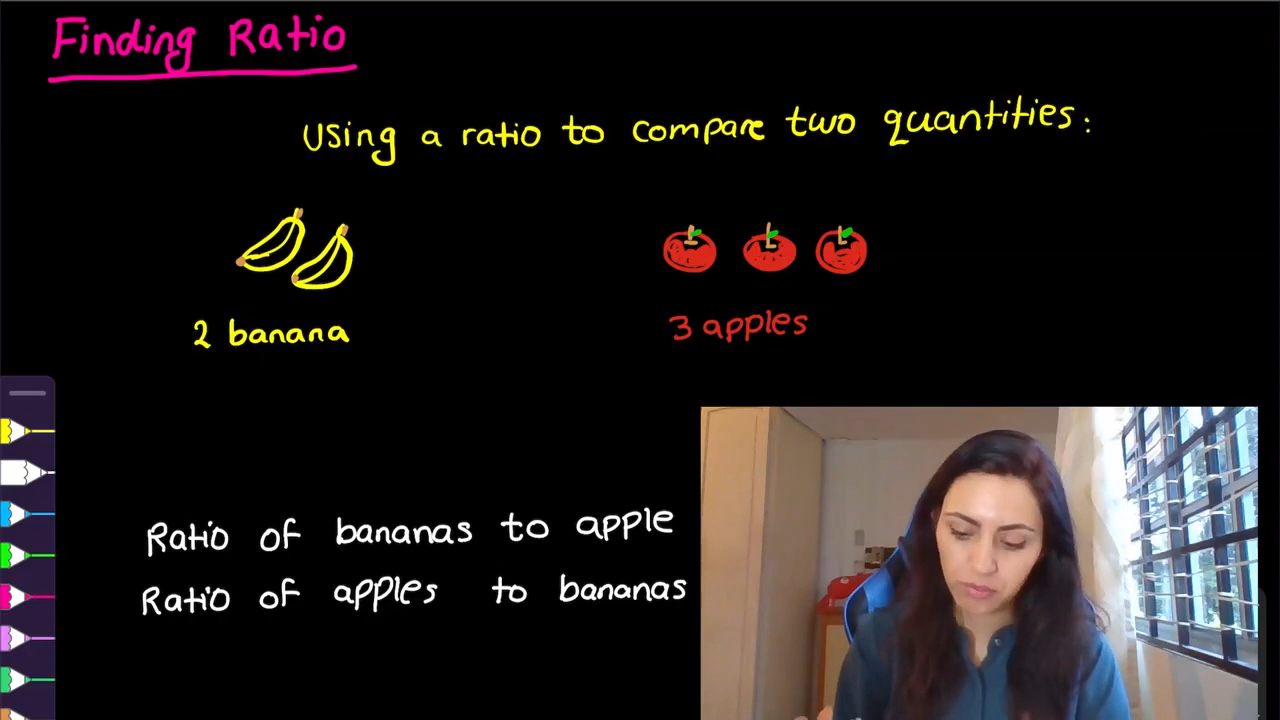 Finding Ratio
Using a ratio to compare two quantities:
2 banana
3 apples
Ratio of bananas to apple
Ratio of apples to bananas